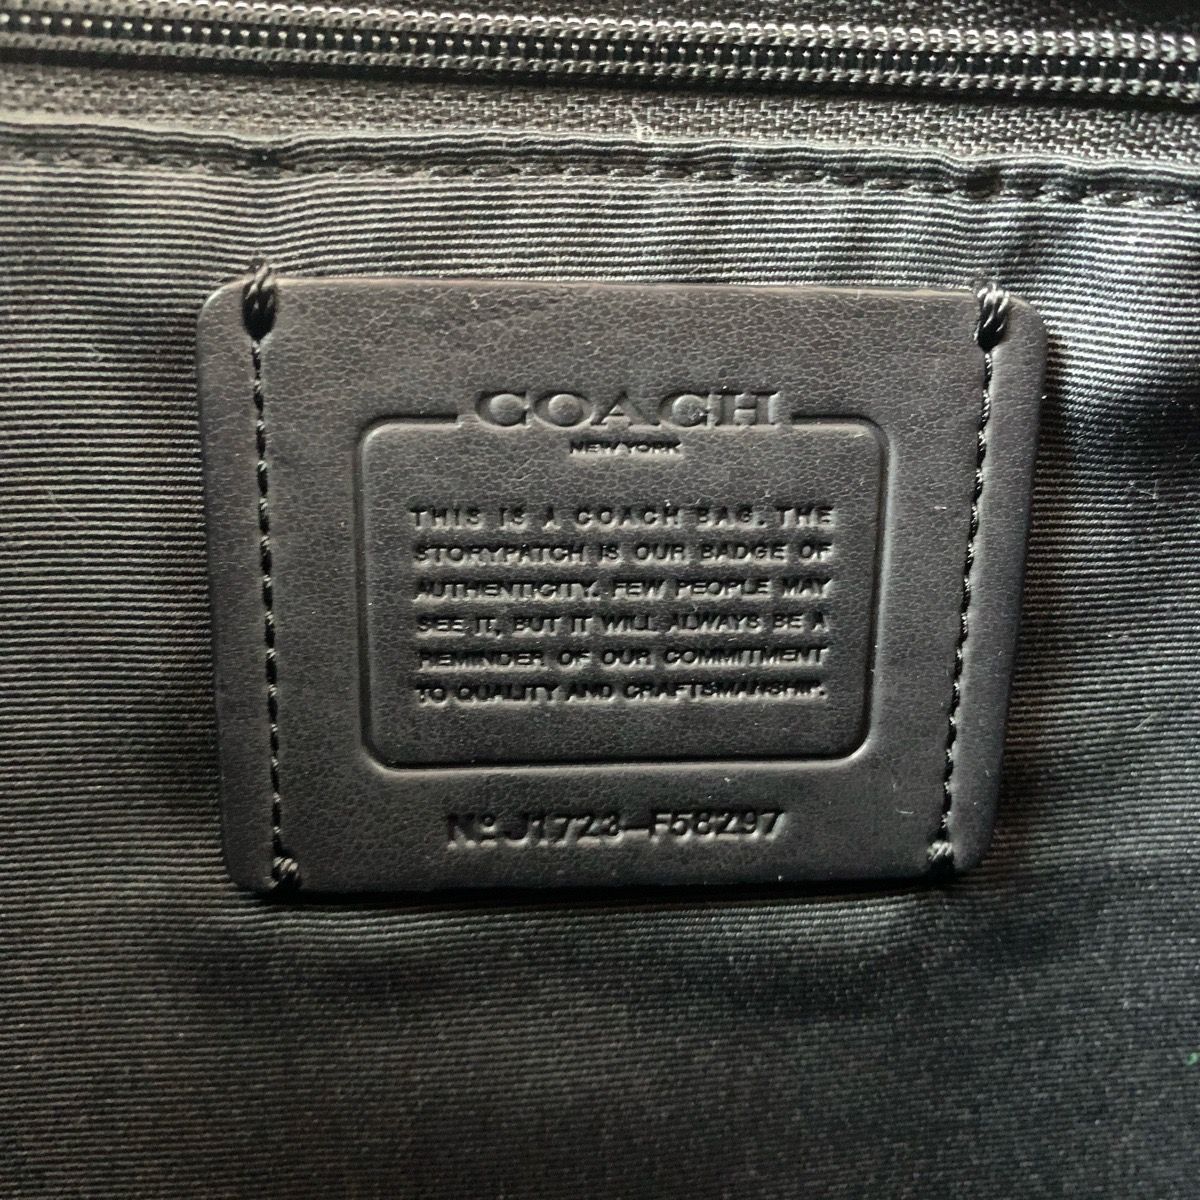 COACH
NEW YORK
THIS IS A COACH BAG. THE
STORYPATCH IS OUR BADGE OF
AUTHENTICITY. FEW PEOPLE MAY
SEE IT, BUT IT WILL ALWAYS BE A
REMINDER OF OUR COMMITMENT
TO QUALITY AND CRAFTSMANSHIP.
Nº J1723-F58297